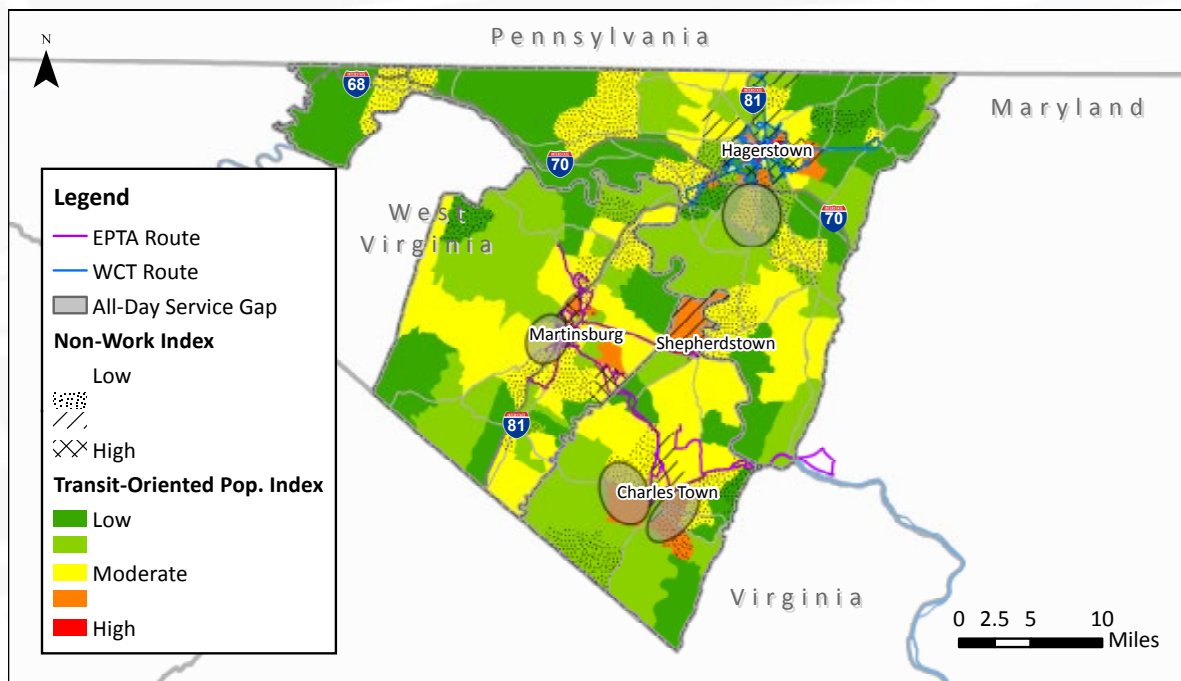 Pennsylvania
N
68
81
Maryland
Hagerstown
70
Legend
West
Virginia
70
EPTA Route
WCT Route
All-Day Service Gap
Martinsburg
Shepherdstown
Non-Work Index
Low
81
High
Transit-Oriented Pop. Index
Charles Town
Low
Moderate
Virginia
0 2.5 5 10
Miles
High